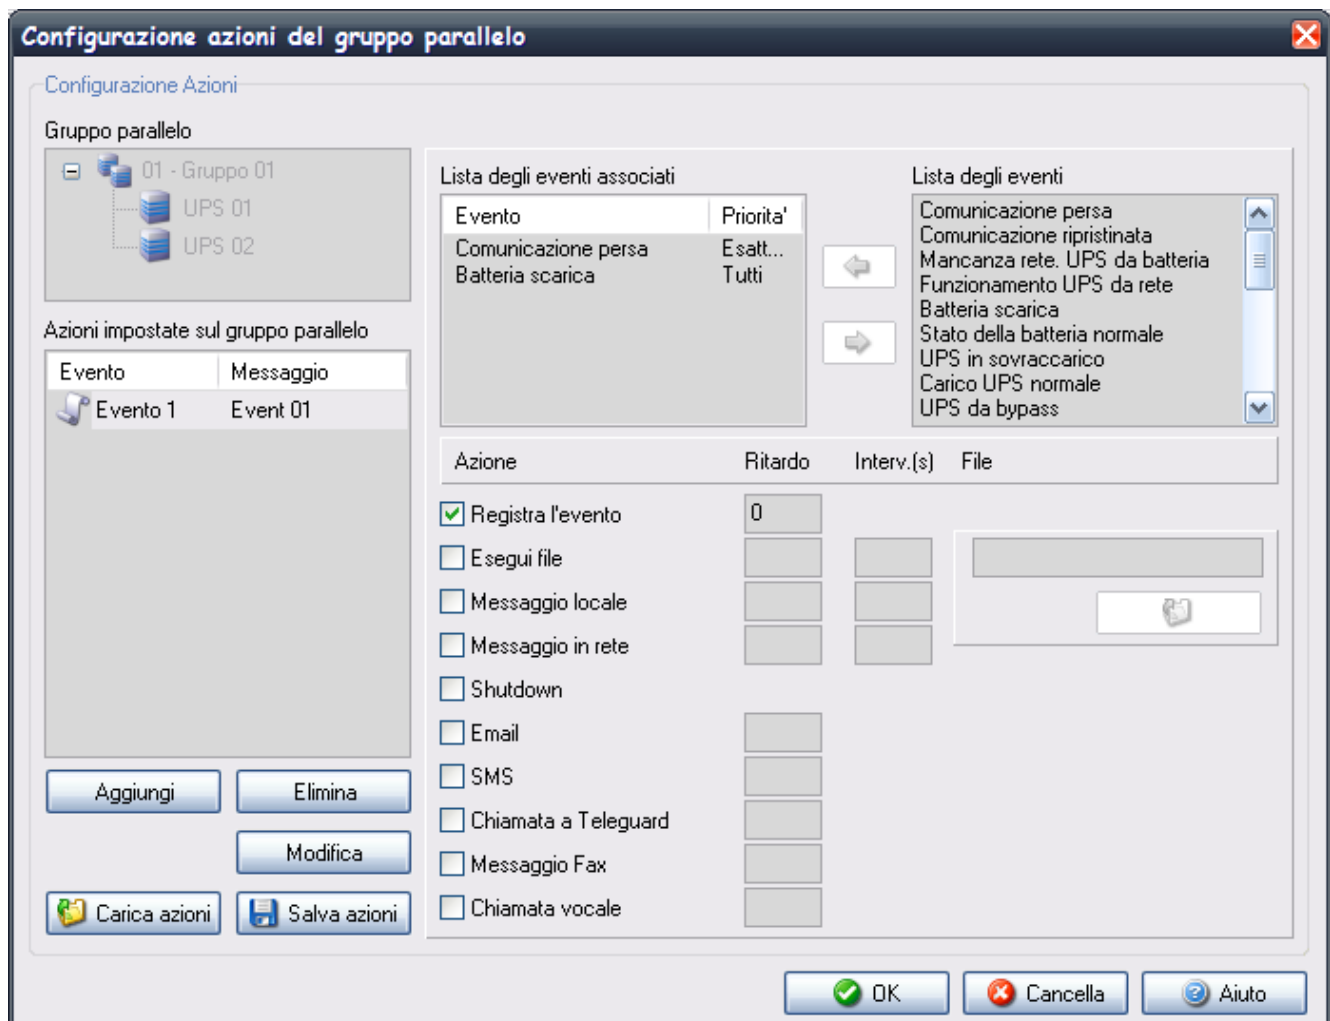 Configurazione azioni del gruppo parallelo
Configurazione Azioni
Gruppo parallelo
01 - Gruppo 01
UPS 01
UPS 02
Azioni impostate sul gruppo parallelo
Evento Messaggio
Evento 1 Event 01
Aggiungi Elimina
Modifica
Carica azioni Salva azioni
Lista degli eventi associati
Evento Priorita'
Comunicazione persa Esatt...
Batteria scarica Tutti
Lista degli eventi
Comunicazione persa
Comunicazione ripristinata
Mancanza rete. UPS da batteria
Funzionamento UPS da rete
Batteria scarica
Stato della batteria normale
UPS in sovraccarico
Carico UPS normale
UPS da bypass
Azione Ritardo Interv.(s) File
Registra l'evento 0
Esegui file
Messaggio locale
Messaggio in rete
Shutdown
Email
SMS
Chiamata a Teleguard
Messaggio Fax
Chiamata vocale
OK Cancella Aiuto